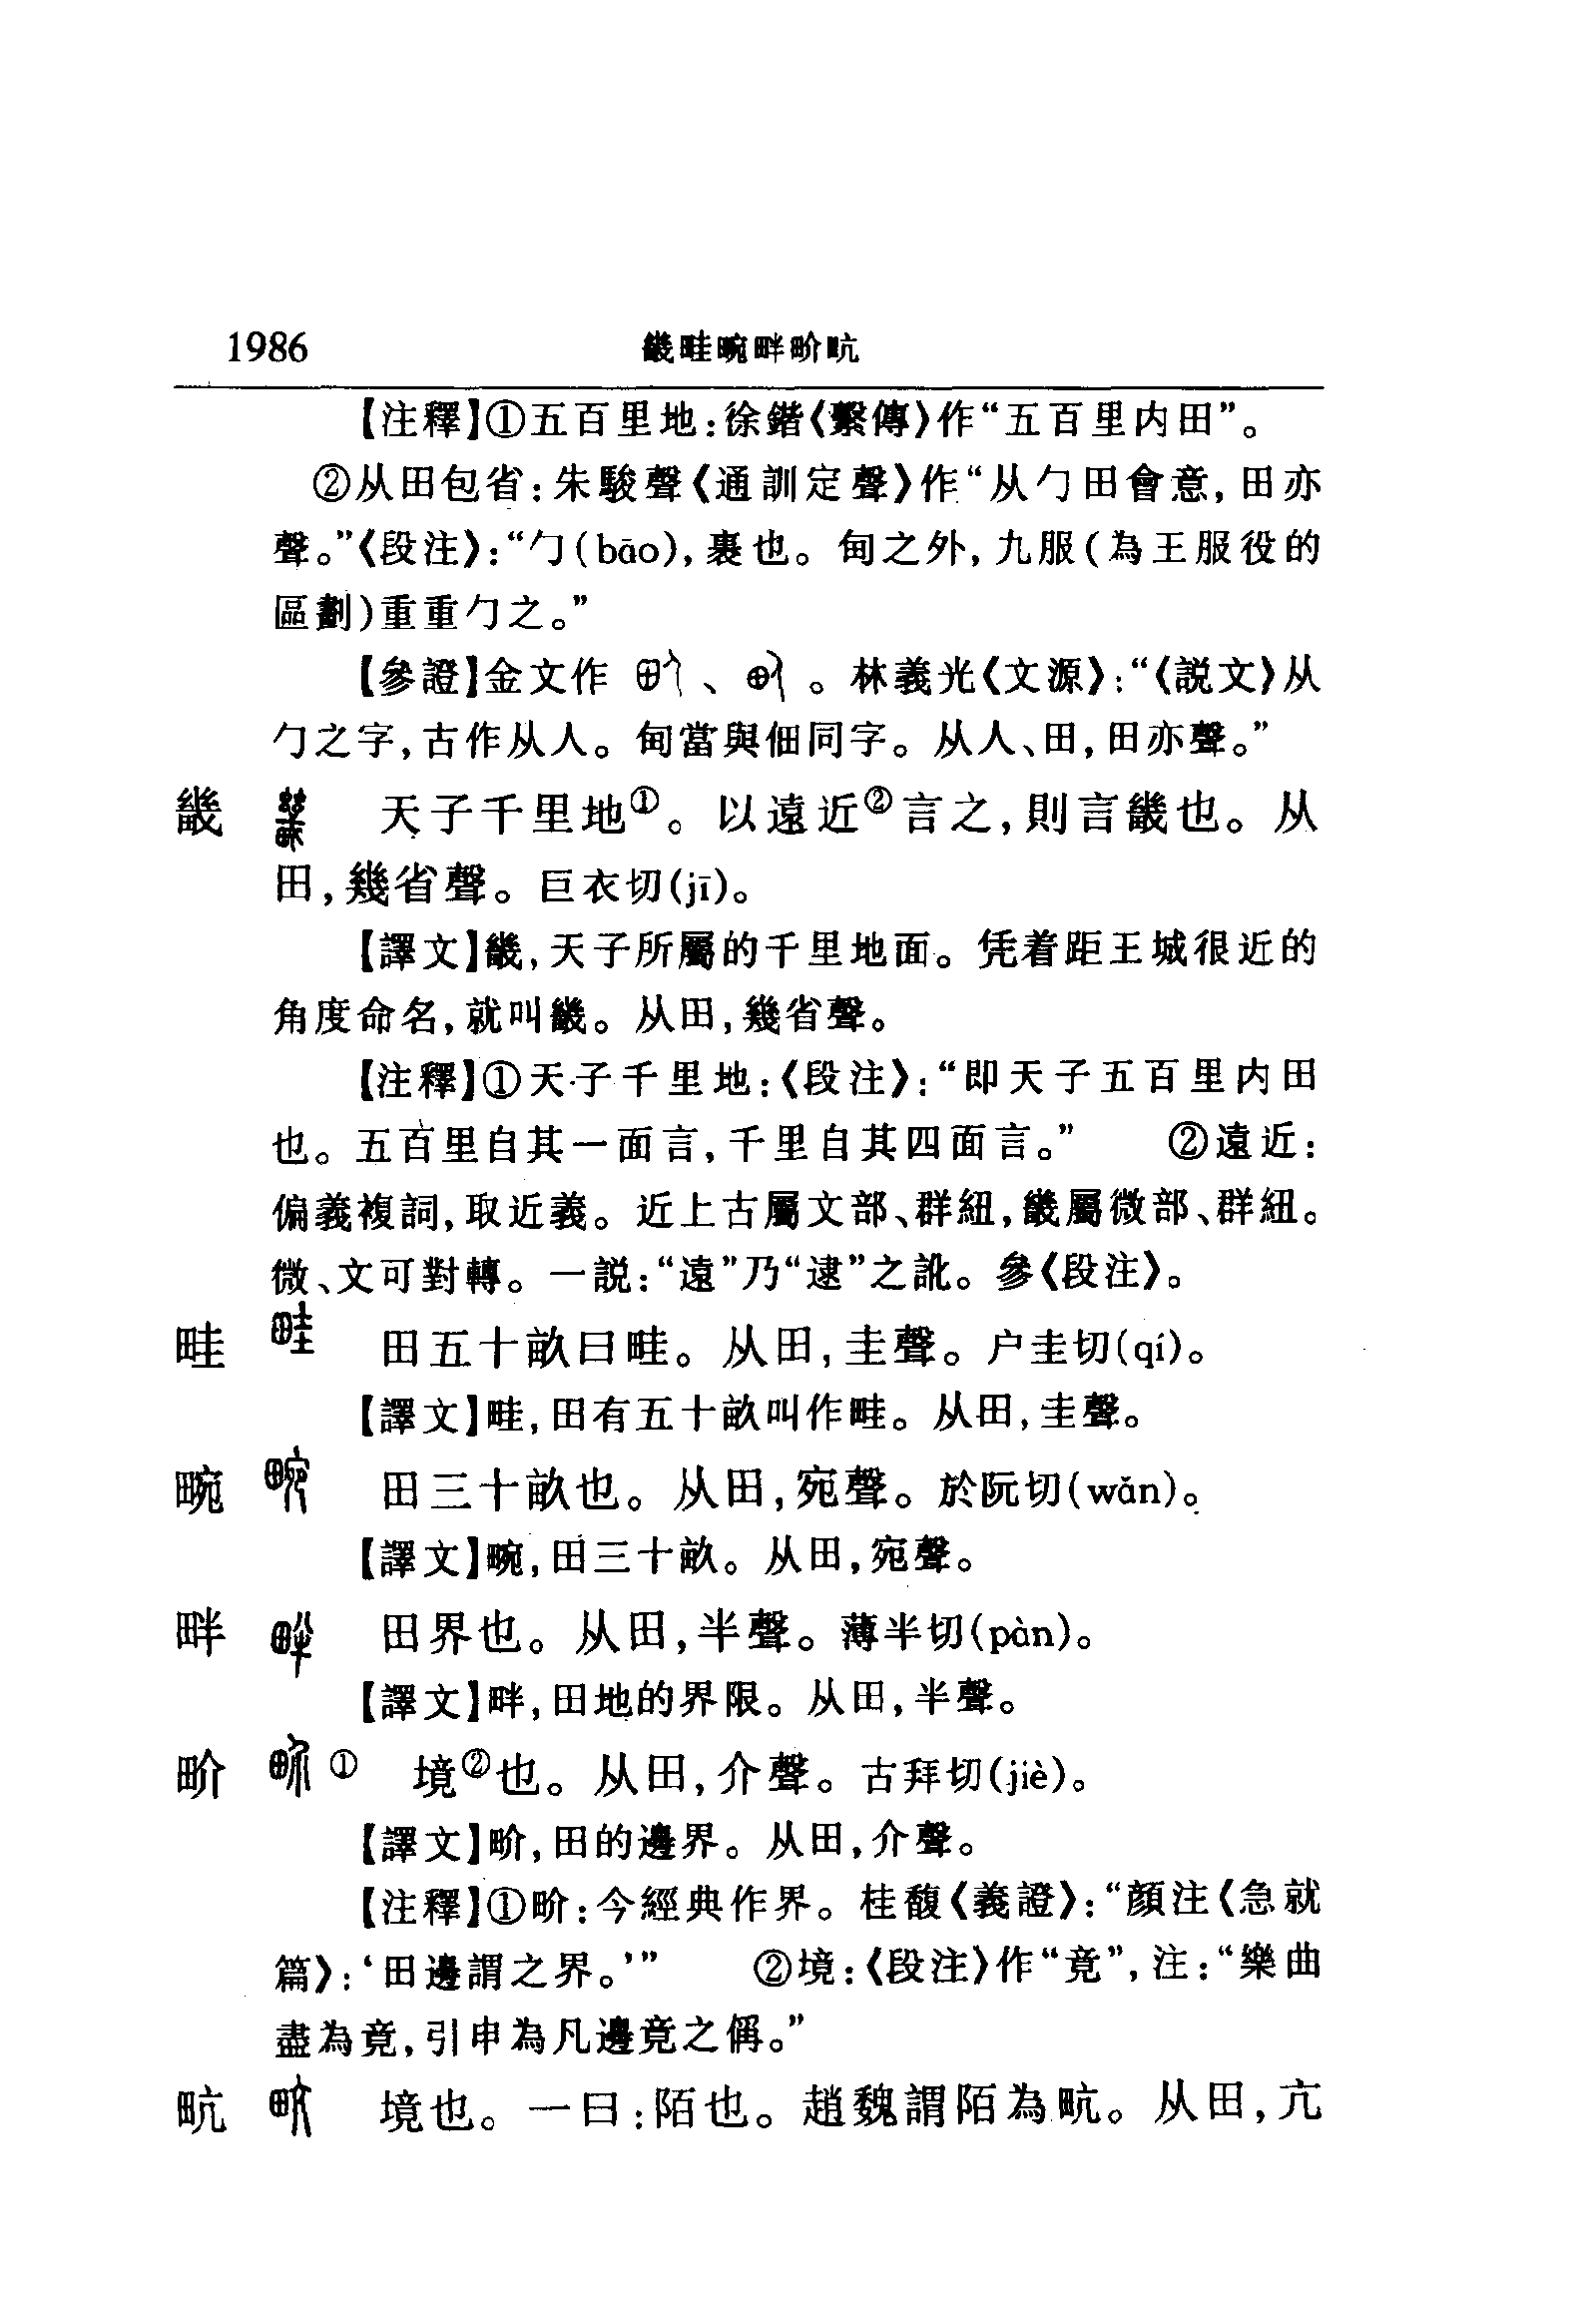 1986 畿畦畹畔畍畃
【注釋】①五百里地：徐鍇《繫傳》作“五百里内田”。
②从田包省：朱駿聲《通訓定聲》作“从勹田會意，田亦
聲。”《段注》：“勹(bāo)，裹也。甸之外，九服(為王服役的
區劃)重重勹之。”
【參證】金文作 、 。林義光《文源》：“《説文》从
勹之字，古作从人。甸當與佃同字。从人、田，田亦聲。”
畿 天子千里地①。以遠近②言之，則言畿也。从
田，幾省聲。巨衣切(jī)。
【譯文】畿，天子所屬的千里地面。凭着距王城很近的
角度命名，就叫畿。从田，幾省聲。
【注釋】①天子千里地：《段注》：“即天子五百里内田
也。五百里自其一面言，千里自其四面言。” ②遠近：
偏義複詞，取近義。近上古屬文部、群紐，畿屬微部、群紐。
微、文可對轉。一説：“遠”乃“逮”之訛。參《段注》。
畦 田五十畝曰畦。从田，圭聲。户圭切(qí)。
【譯文】畦，田有五十畝叫作畦。从田，圭聲。
畹 田三十畝也。从田，宛聲。於阮切(wǎn)。
【譯文】畹，田三十畝。从田，宛聲。
畔 田界也。从田，半聲。薄半切(pàn)。
【譯文】畔，田地的界限。从田，半聲。
畍 ① 境②也。从田，介聲。古拜切(jiè)。
【譯文】畍，田的邊界。从田，介聲。
【注釋】①畍：今經典作界。桂馥《義證》：“顔注《急就
篇》：‘田邊謂之界。’” ②境：《段注》作“竟”，注：“樂曲
盡為竟，引申為凡邊竟之偁。”
畂 境也。一曰：陌也。趙魏謂陌為畂。从田，亢